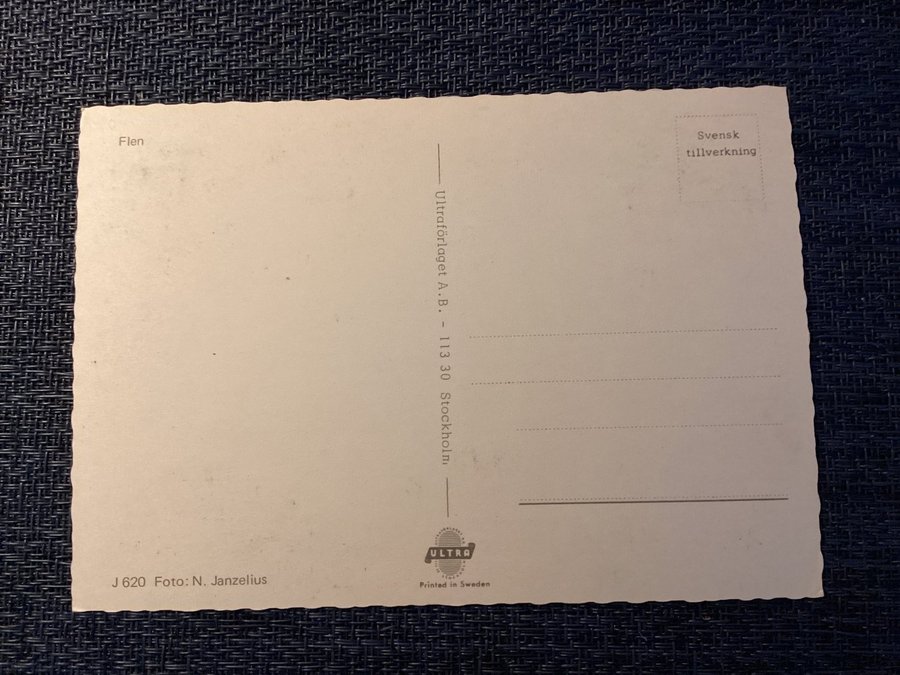 Flen
Svensk
tillverkning
Ultraförlaget A.B. - 113 30 Stockholm
ULTRA
Printed in Sweden
J 620 Foto: N. Janzelius